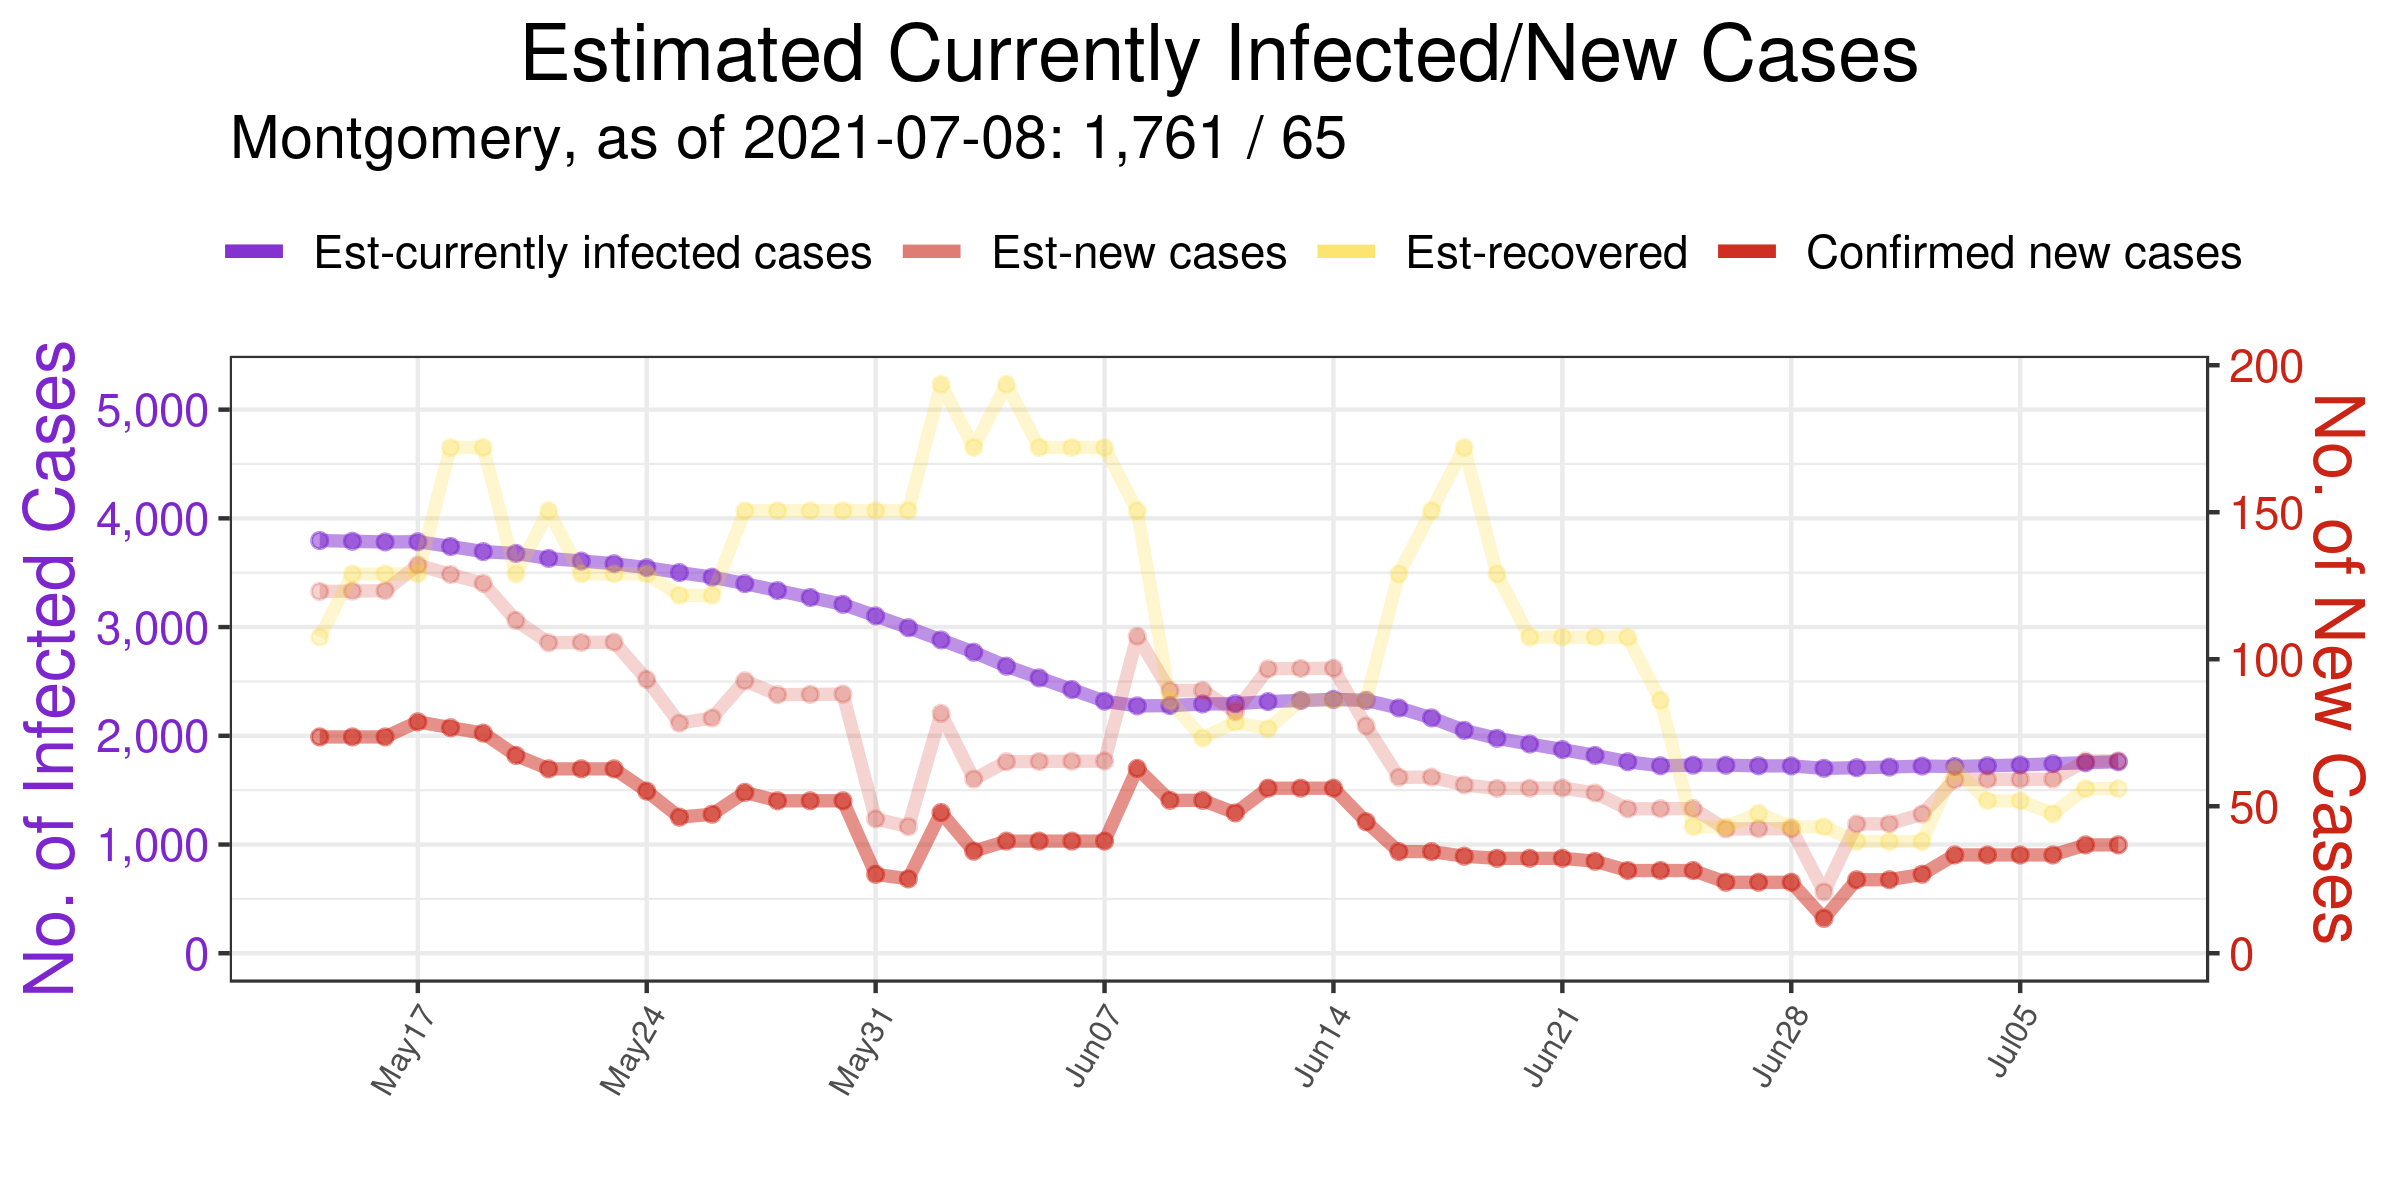 Estimated Currently Infected/New Cases
Montgomery, as of 2021-07-08: 1,761 / 65
Est-currently infected cases Est-new cases Est-recovered Confirmed new cases
No. of Infected Cases
5,000
4,000
3,000
2,000
1,000
0
200
150
100
50
0
No. of New Cases
May17 May24 May31 Jun07 Jun14 Jun21 Jun28 Jul05